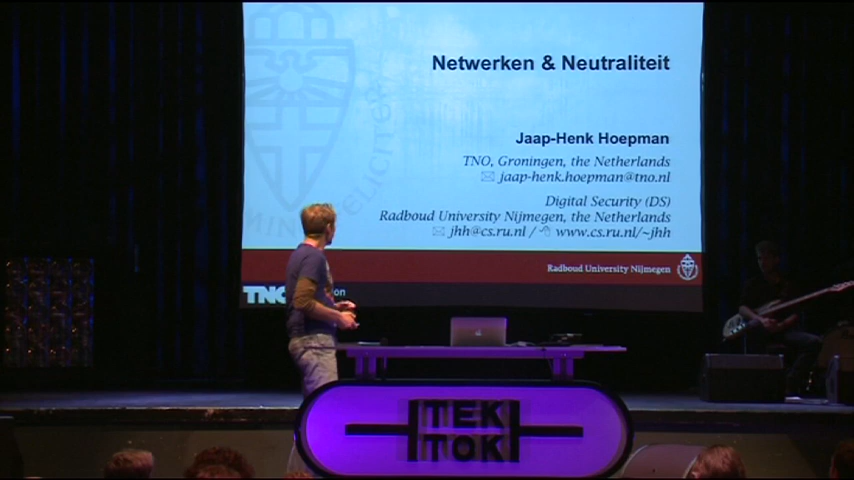 Netwerken & Neutraliteit
Jaap-Henk Hoepman
TNO, Groningen, the Netherlands
jaap-henk.hoepman@tno.nl
Digital Security (DS)
Radboud University Nijmegen, the Netherlands
jhh@cs.ru.nl / www.cs.ru.nl/~jhh
Radboud University Nijmegen
TNO
TEK
TOK